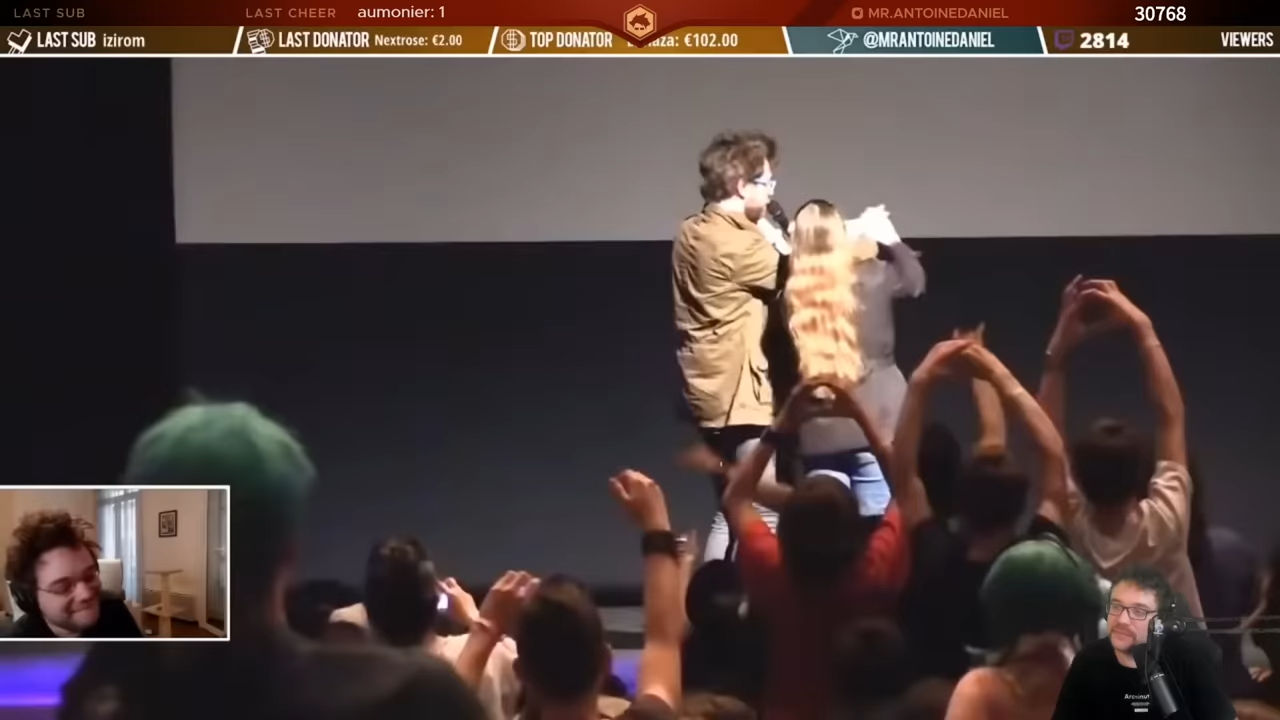 LAST SUB
LAST CHEER aumonier: 1
MR.ANTOINEDANIEL
30768
LAST SUB izirom
LAST DONATOR Nextrose: €2.00
TOP DONATOR €102.00
@MRANTOINEDANIEL
2814 VIEWERS